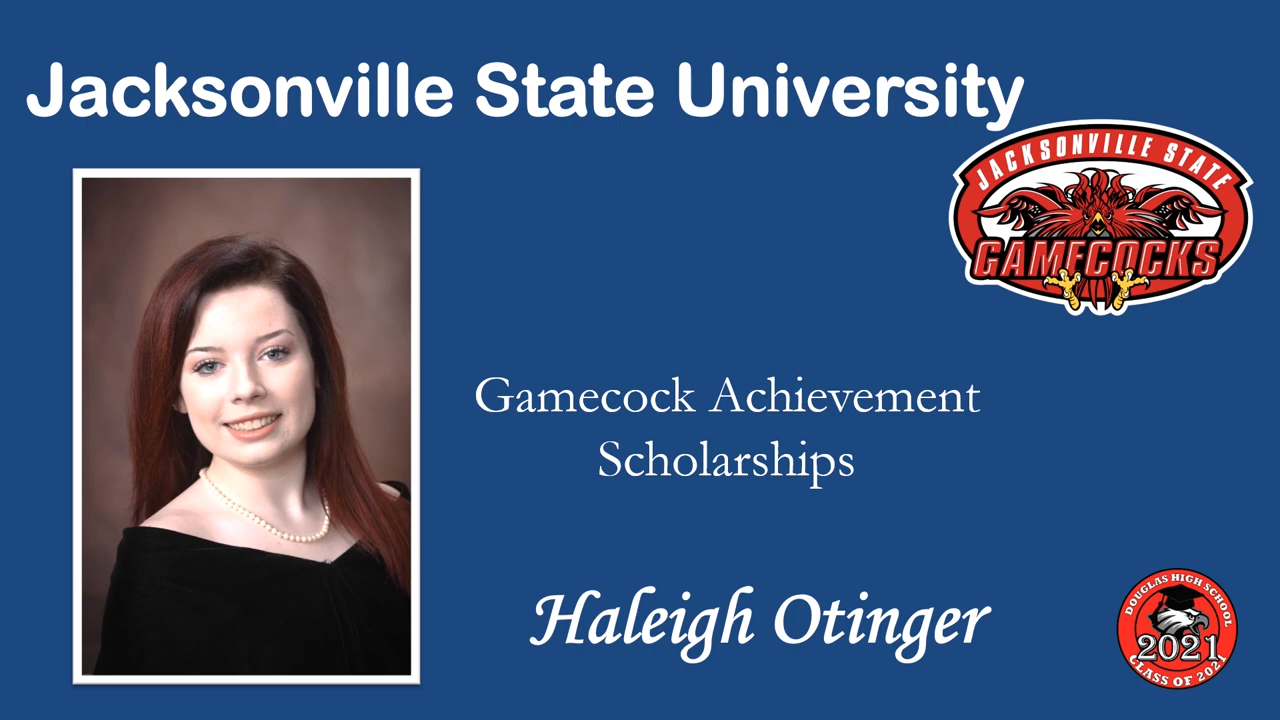 Jacksonville State University
JACKSONVILLE STATE
GAMECOCKS
Gamecock Achievement
Scholarships
Haleigh Otinger
DOUGLAS HIGH SCHOOL
2021
CLASS OF 2021